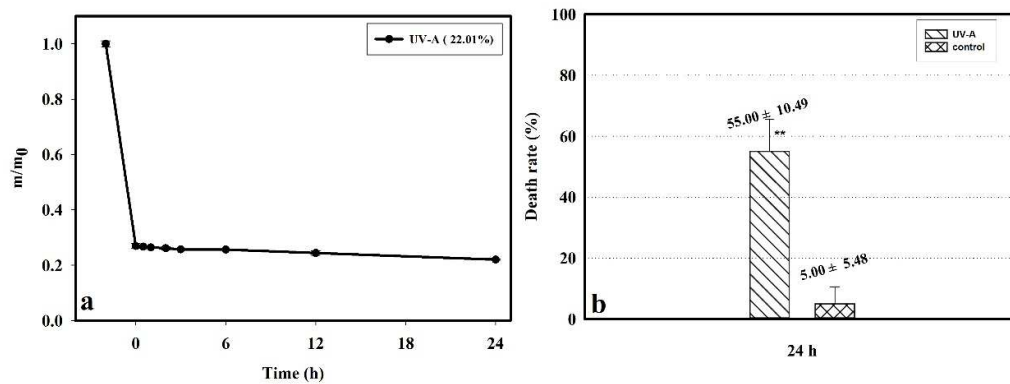 UV-A ( 22.01%)
m/m0
1.0
0.8
0.6
0.4
0.2
0.0
a
0 6 12 18 24
Time (h)
UV-A
control
Death rate (%)
100
80
60
40
20
0
55.00 ± 10.49
**
5.00 ± 5.48
b
24 h